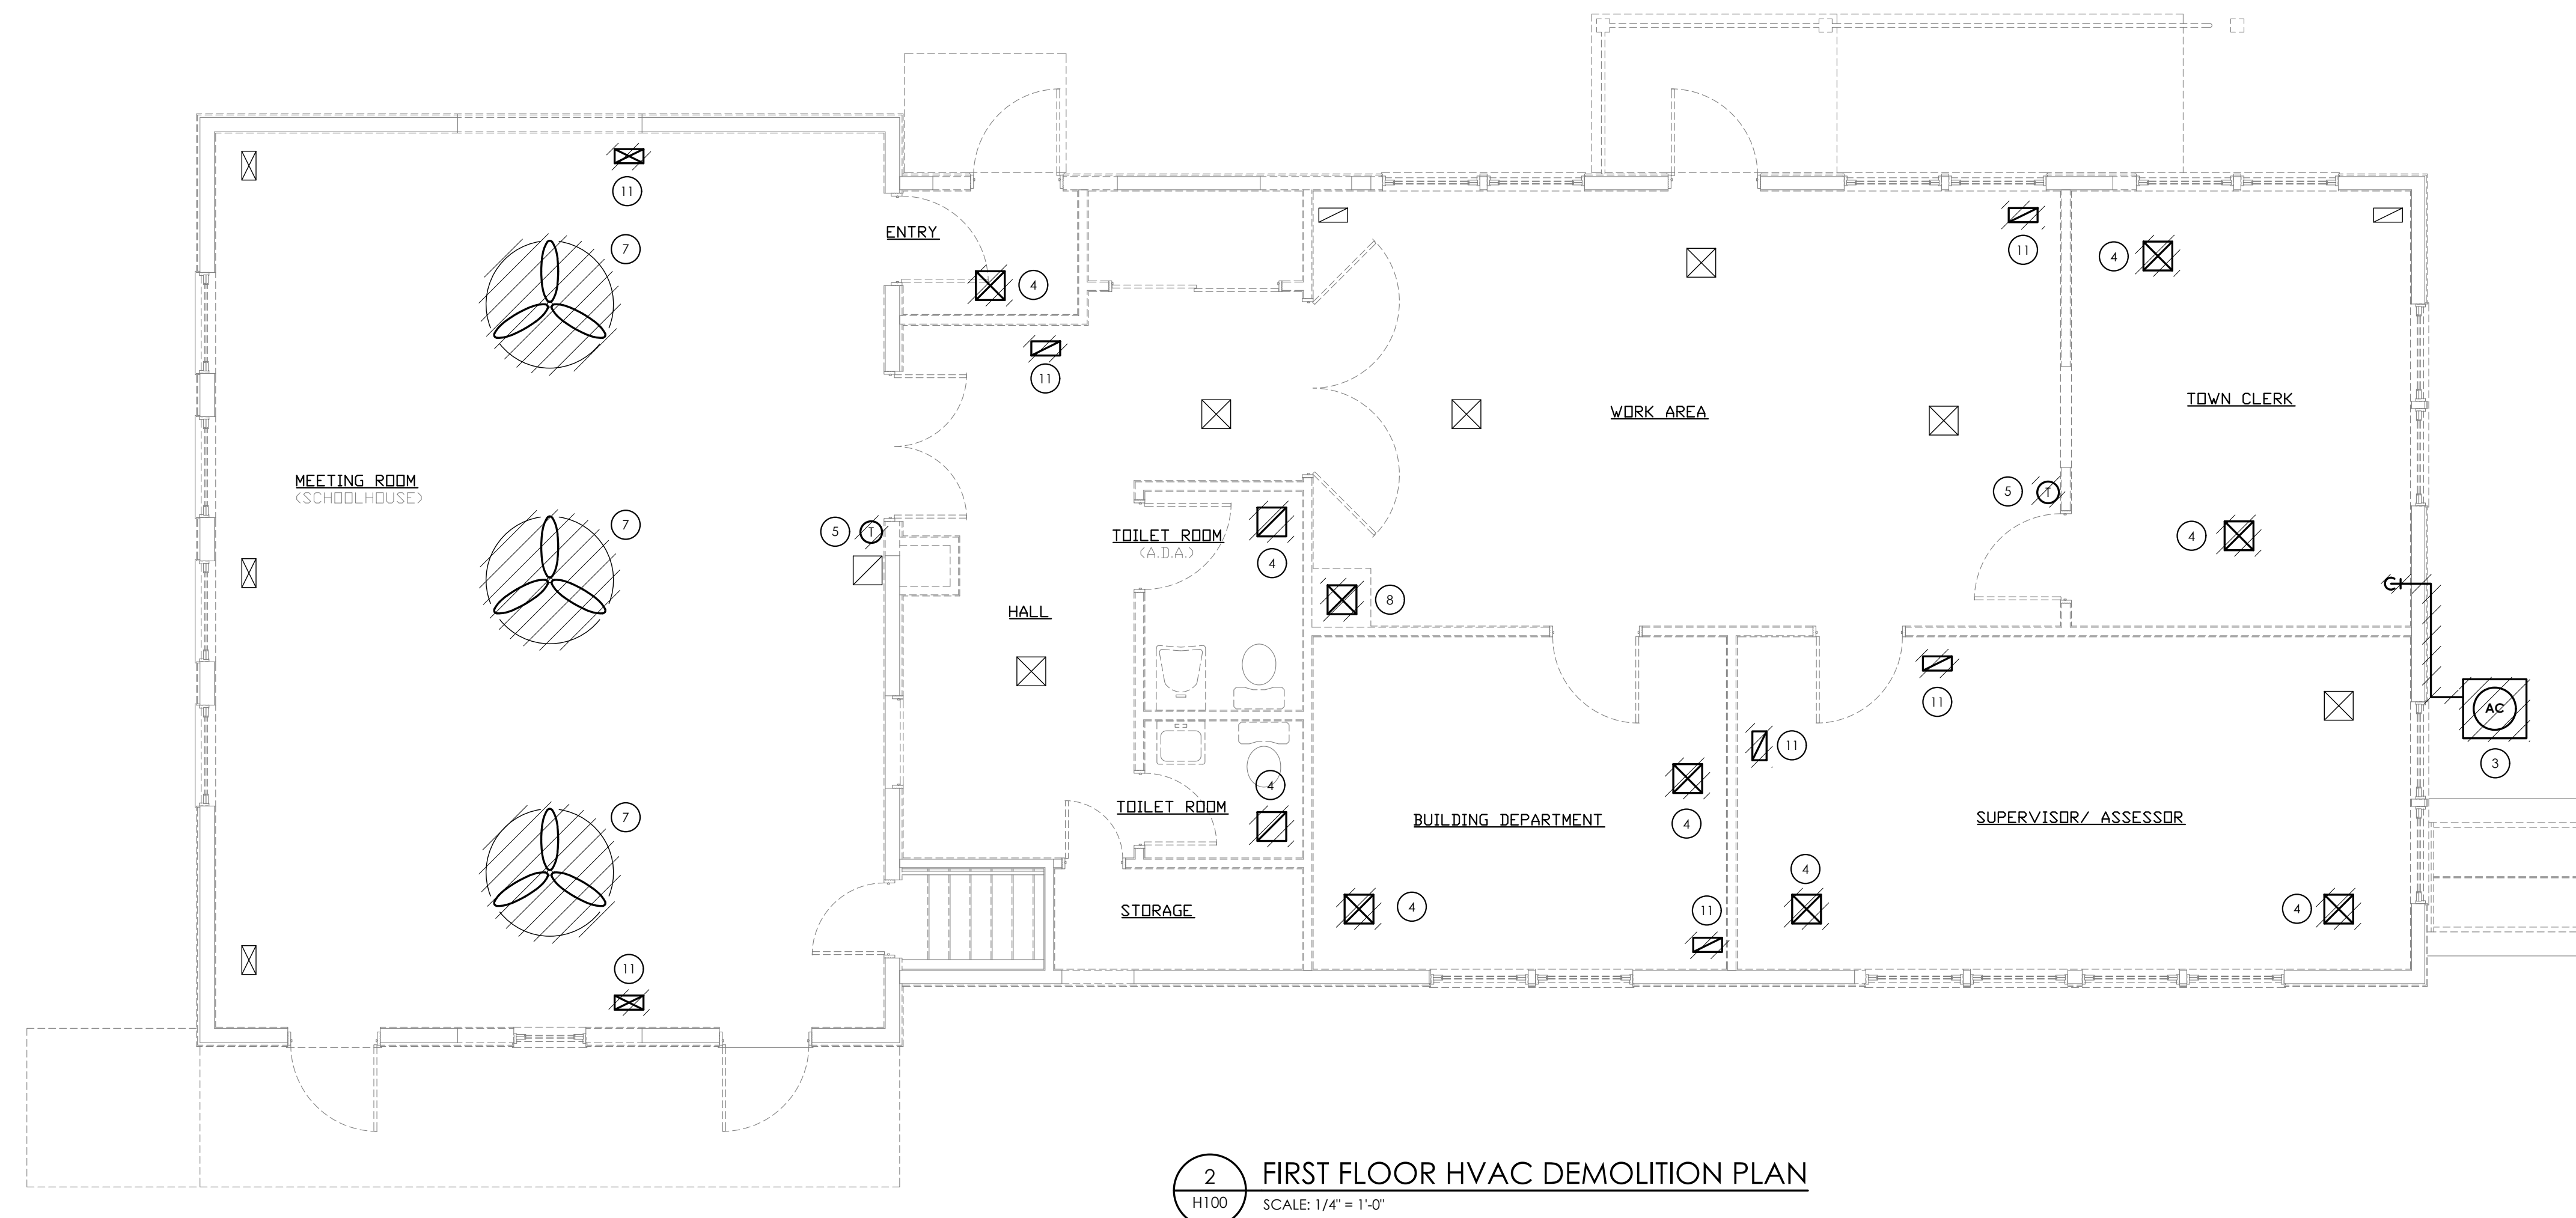 11
7
ENTRY
4
11
4
11
TOWN CLERK
WORK AREA
MEETING ROOM
(SCHOOLHOUSE)
5 T
7
5 T
TOILET ROOM
(A.D.A.)
4
4
8
HALL
11
AC
3
11
4
TOILET ROOM
7
BUILDING DEPARTMENT
4
SUPERVISOR/ ASSESSOR
4
STORAGE
4
11
4
11
2
H100
FIRST FLOOR HVAC DEMOLITION PLAN
SCALE: 1/4" = 1'-0"